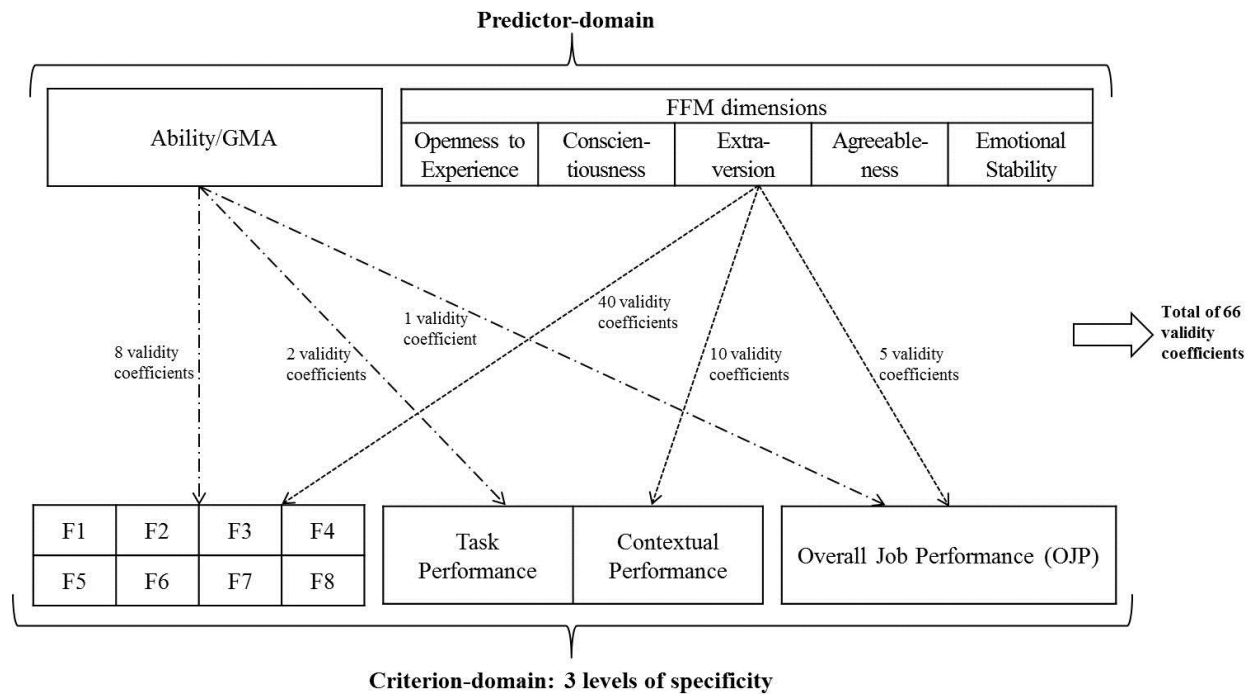 Predictor-domain
Ability/GMA
FFM dimensions
Openness to
Experience
Conscien-
tiousness
Extra-
version
Agreeable-
ness
Emotional
Stability
8 validity
coefficients
2 validity
coefficients
1 validity
coefficient
40 validity
coefficients
10 validity
coefficients
5 validity
coefficients
Total of 66
validity
coefficients
F1
F2
F3
F4
F5
F6
F7
F8
Task
Performance
Contextual
Performance
Overall Job Performance (OJP)
Criterion-domain: 3 levels of specificity